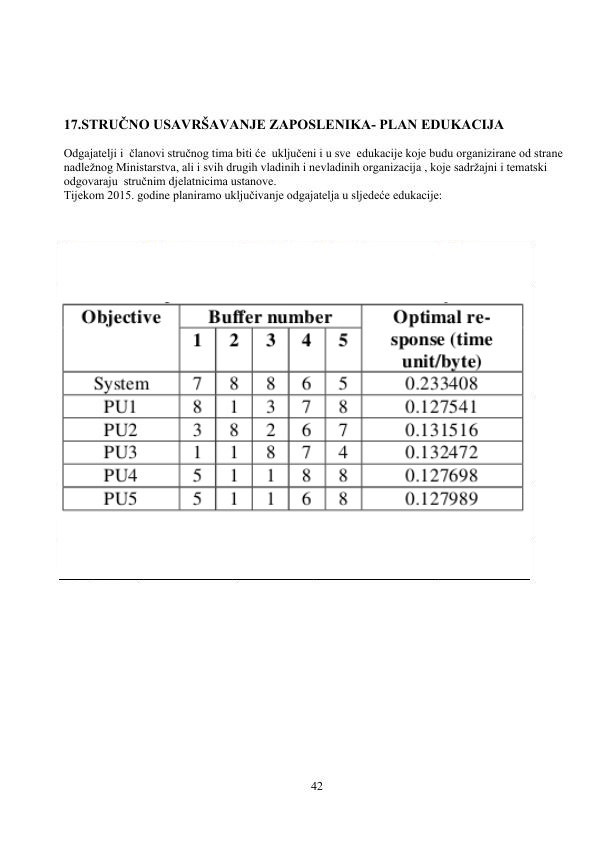 17.STRUČNO USAVRŠAVANJE ZAPOSLENIKA- PLAN EDUKACIJA
Odgajatelji i  članovi stručnog tima biti će  uključeni i u sve  edukacije koje budu organizirane od strane
nadležnog Ministarstva, ali i svih drugih vladinih i nevladinih organizacija , koje sadržajni i tematski
odgovaraju  stručnim djelatnicima ustanove.
Tijekom 2015. godine planiramo uključivanje odgajatelja u sljedeće edukacije:
Objective Buffer number Optimal re-
1 2 3 4 5 sponse (time
unit/byte)
System 7 8 8 6 5 0.233408
PU1 8 1 3 7 8 0.127541
PU2 3 8 2 6 7 0.131516
PU3 1 1 8 7 4 0.132472
PU4 5 1 1 8 8 0.127698
PU5 5 1 1 6 8 0.127989
42